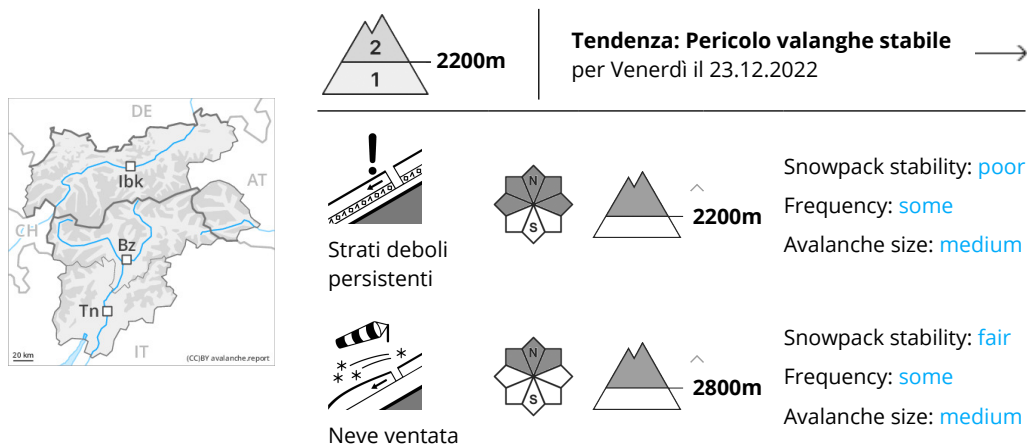 2
1
2200m
Tendenza: Pericolo valanghe stabile
per Venerdì il 23.12.2022
DE
Ibk
AT
CH
Bz
Tn
IT
20 km
(CC)BY avalanche.report
Strati deboli
persistenti
N
S
2200m
Snowpack stability: poor
Frequency: some
Avalanche size: medium
Neve ventata
N
S
2800m
Snowpack stability: fair
Frequency: some
Avalanche size: medium